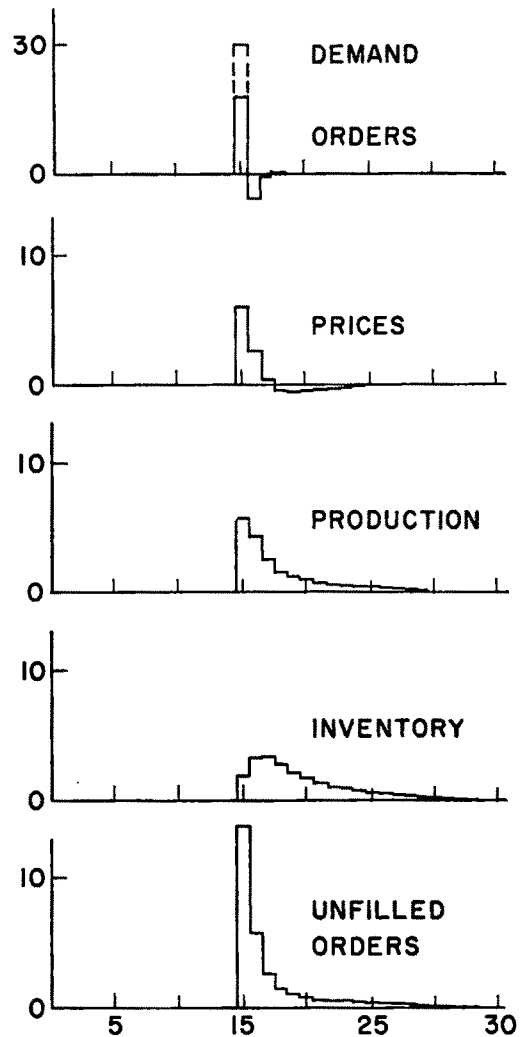 30
DEMAND
ORDERS
0
10
PRICES
0
10
PRODUCTION
0
10
INVENTORY
0
10
UNFILLED
ORDERS
0
5 15 25 30